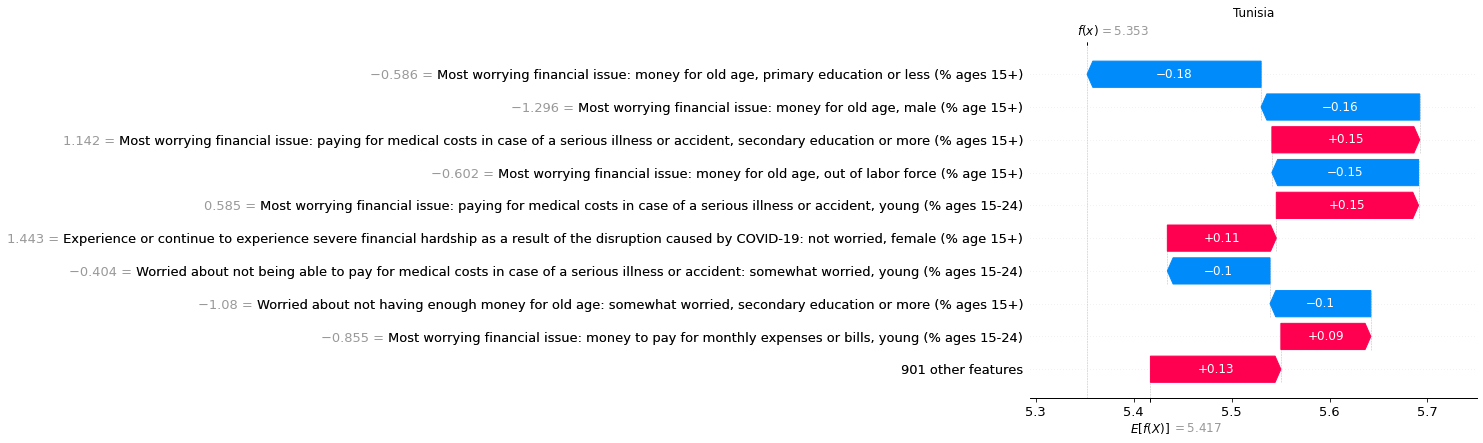 Tunisia
f(x) = 5.353
−0.586 = Most worrying financial issue: money for old age, primary education or less (% ages 15+) −0.18
−1.296 = Most worrying financial issue: money for old age, male (% age 15+) −0.16
1.142 = Most worrying financial issue: paying for medical costs in case of a serious illness or accident, secondary education or more (% ages 15+) +0.15
−0.602 = Most worrying financial issue: money for old age, out of labor force (% age 15+) −0.15
0.585 = Most worrying financial issue: paying for medical costs in case of a serious illness or accident, young (% ages 15-24) +0.15
1.443 = Experience or continue to experience severe financial hardship as a result of the disruption caused by COVID-19: not worried, female (% age 15+) +0.11
−0.404 = Worried about not being able to pay for medical costs in case of a serious illness or accident: somewhat worried, young (% ages 15-24) −0.1
−1.08 = Worried about not having enough money for old age: somewhat worried, secondary education or more (% ages 15+) −0.1
−0.855 = Most worrying financial issue: money to pay for monthly expenses or bills, young (% ages 15-24) +0.09
901 other features +0.13
5.3 5.4 5.5 5.6 5.7
E[f(X)] = 5.417